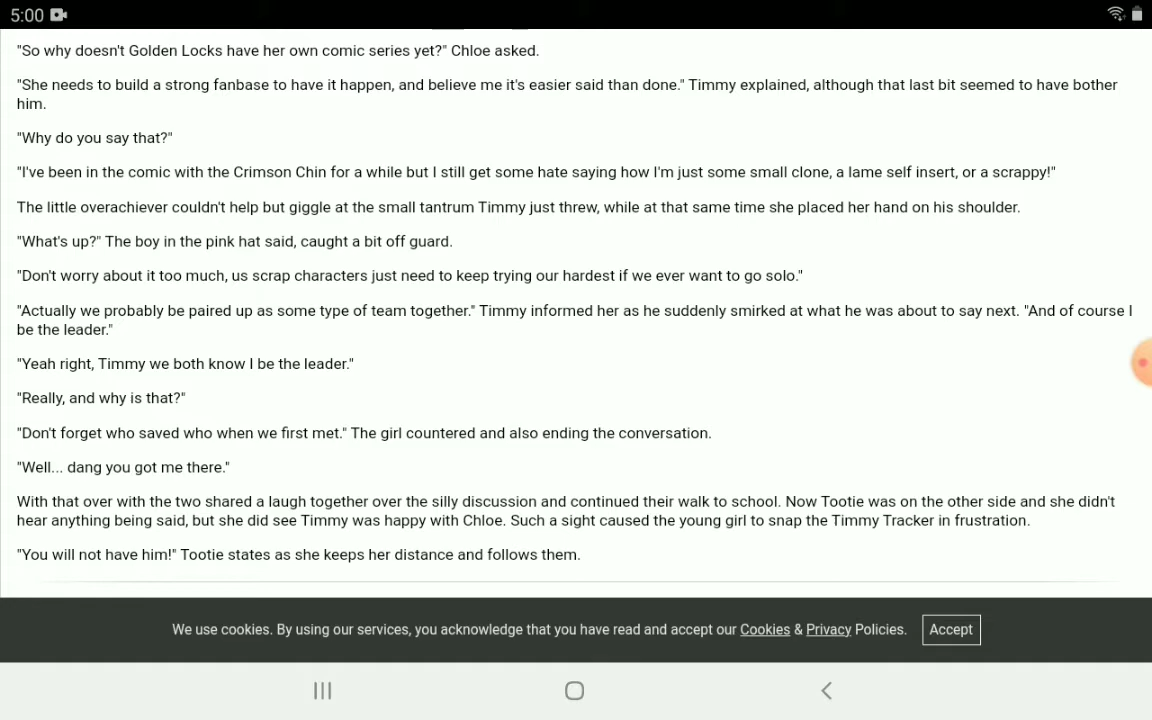 5:00
"So why doesn't Golden Locks have her own comic series yet?" Chloe asked.
"She needs to build a strong fanbase to have it happen, and believe me it's easier said than done." Timmy explained, although that last bit seemed to have bother
him.
"Why do you say that?"
"I've been in the comic with the Crimson Chin for a while but I still get some hate saying how I'm just some small clone, a lame self insert, or a scrappy!"
The little overachiever couldn't help but giggle at the small tantrum Timmy just threw, while at that same time she placed her hand on his shoulder.
"What's up?" The boy in the pink hat said, caught a bit off guard.
"Don't worry about it too much, us scrap characters just need to keep trying our hardest if we ever want to go solo."
"Actually we probably be paired up as some type of team together." Timmy informed her as he suddenly smirked at what he was about to say next. "And of course I
be the leader."
"Yeah right, Timmy we both know I be the leader."
"Really, and why is that?"
"Don't forget who saved who when we first met." The girl countered and also ending the conversation.
"Well... dang you got me there."
With that over with the two shared a laugh together over the silly discussion and continued their walk to school. Now Tootie was on the other side and she didn't
hear anything being said, but she did see Timmy was happy with Chloe. Such a sight caused the young girl to snap the Timmy Tracker in frustration.
"You will not have him!" Tootie states as she keeps her distance and follows them.
We use cookies. By using our services, you acknowledge that you have read and accept our Cookies & Privacy Policies. Accept